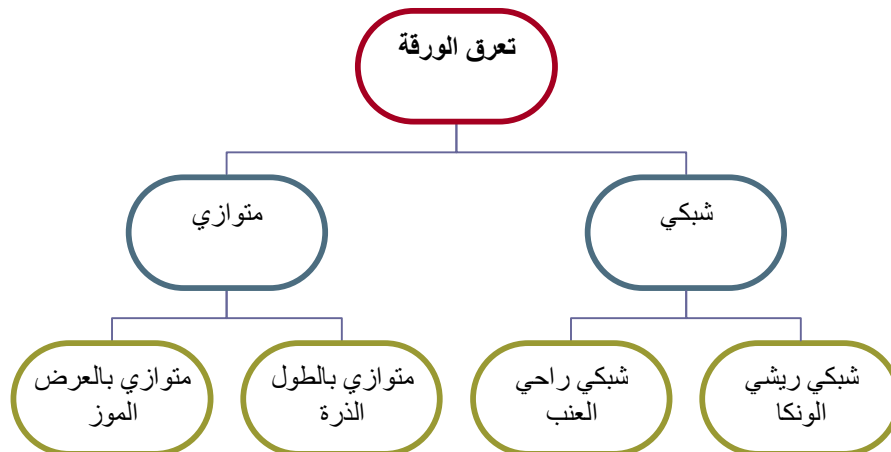 تعرق الورقة
شبكي
متوازي
شبكي ريشي
الونكا
شبكي راحي
العنب
متوازي بالطول
الذرة
متوازي بالعرض
الموز